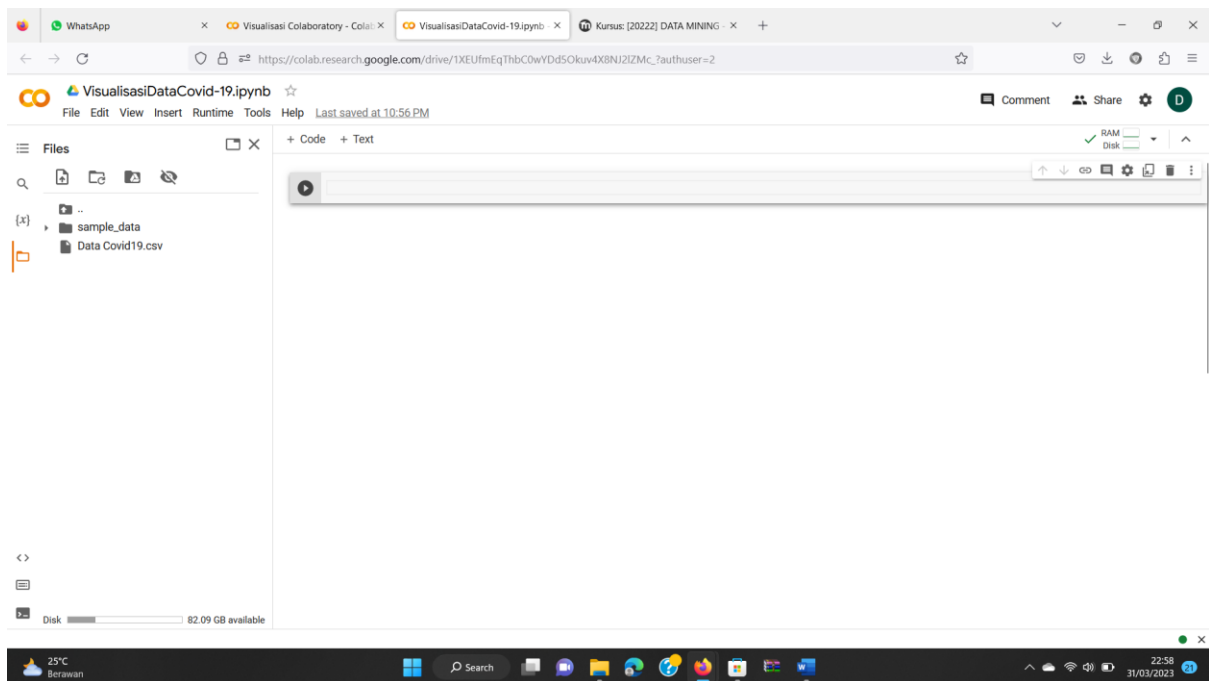 WhatsApp
Visualisasi Colaboratory - Colab
VisualisasiDataCovid-19.ipynb -
Kursus: [20222] DATA MINING -
https://colab.research.google.com/drive/1XEUfmEqThbC0wYDd5Okuv4X8NJ2lZMc_?authuser=2
CO
VisualisasiDataCovid-19.ipynb
Comment
Share
D
File Edit View Insert Runtime Tools Help Last saved at 10:56 PM
Files
+ Code + Text
RAM
Disk
{x}
..
sample_data
Data Covid19.csv
<>
Disk
82.09 GB available
25°C
Berawan
Search
22:58
31/03/2023
21